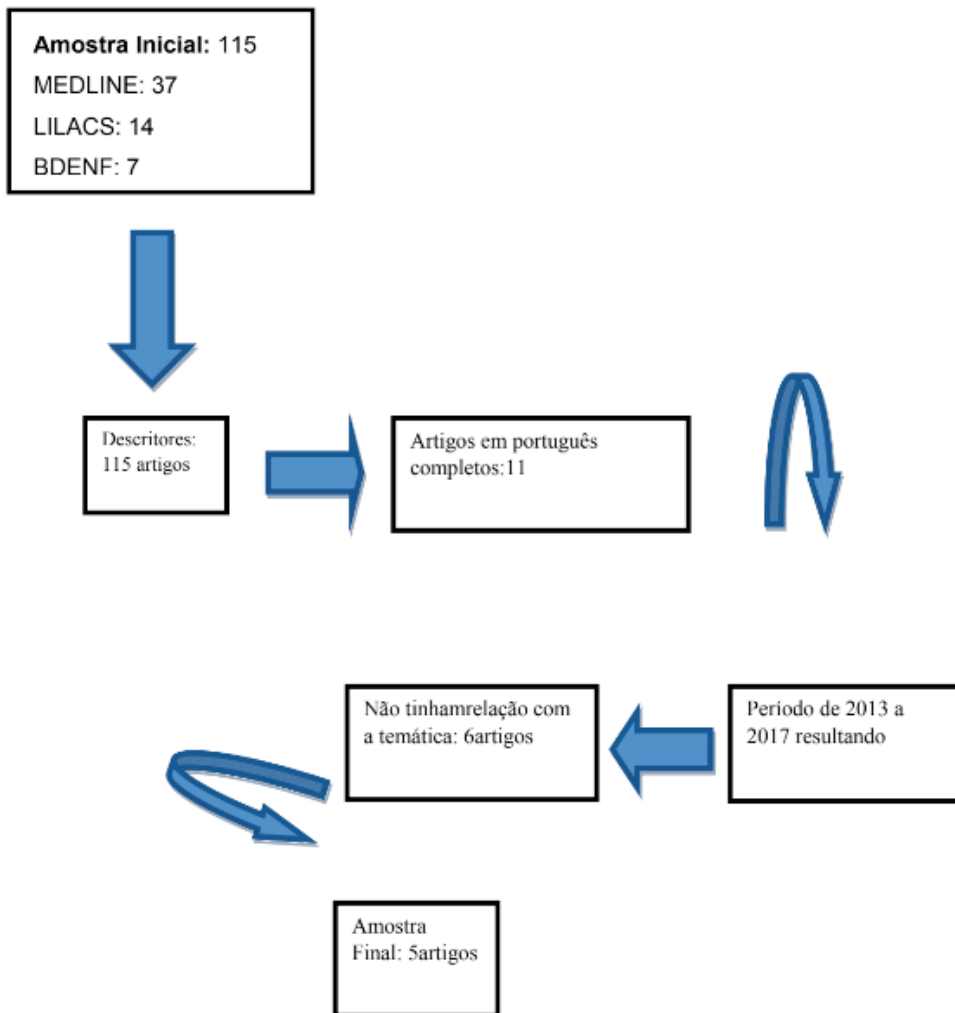 Amostra Inicial: 115
MEDLINE: 37
LILACS: 14
BDENF: 7
Descritores:
115 artigos
Artigos em português
completos:11
Período de 2013 a
2017 resultando
Não tinhamrelação com
a temática: 6artigos
Amostra
Final: 5artigos